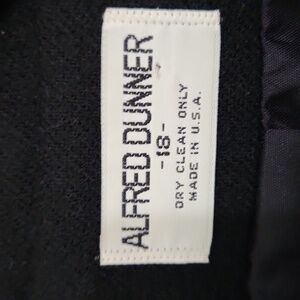 ALFRED DUNNER
-18-
DRY CLEAN ONLY
MADE IN U.S.A.